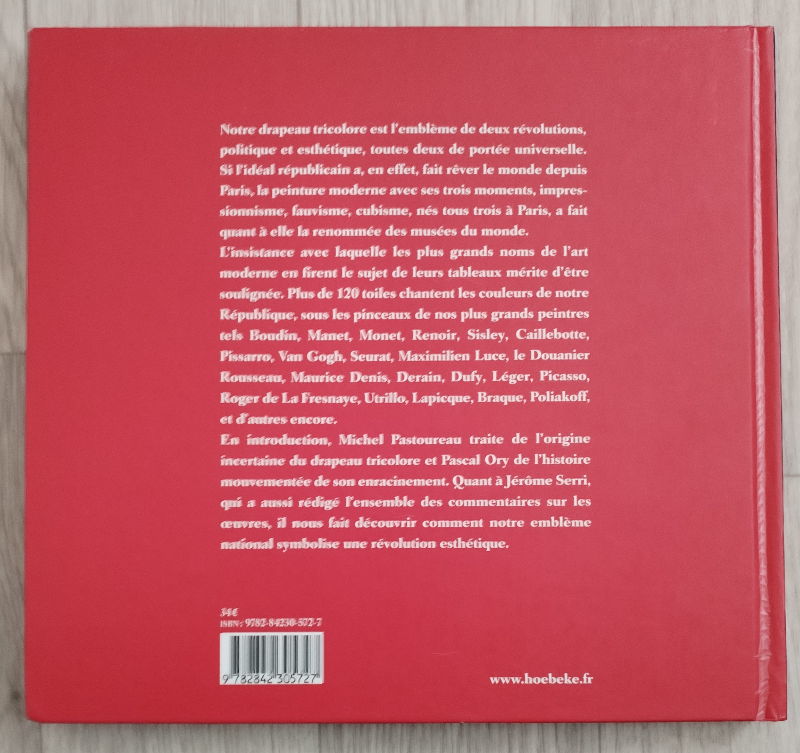 Notre drapeau tricolore est l'emblème de deux révolutions,
politique et esthétique, toutes deux de portée universelle.
Si l'idéal républicain a, en effet, fait rêver le monde depuis
Paris, la peinture moderne avec ses trois moments, impres-
sionnisme, fauvisme, cubisme, nés tous trois à Paris, a fait
quant à elle la renommée des musées du monde.
L'insistance avec laquelle les plus grands noms de l'art
moderne en firent le sujet de leurs tableaux mérite d'être
soulignée. Plus de 120 toiles chantent les couleurs de notre
République, sous les pinceaux de nos plus grands peintres
tels Boudin, Manet, Monet, Renoir, Sisley, Caillebotte,
Pissarro, Van Gogh, Seurat, Maximilien Luce, le Douanier
Rousseau, Maurice Denis, Derain, Dufy, Léger, Picasso,
Roger de La Fresnaye, Utrillo, Lapicque, Braque, Poliakoff,
et d'autres encore.
En introduction, Michel Pastoureau traite de l'origine
incertaine du drapeau tricolore et Pascal Ory de l'histoire
mouvementée de son enracinement. Quant à Jérôme Serri,
qui a aussi rédigé l'ensemble des commentaires sur les
œuvres, il nous fait découvrir comment notre emblème
national symbolise une révolution esthétique.
34€
ISBN : 9782-84230-572-7
9 782842 305727
www.hoebeke.fr